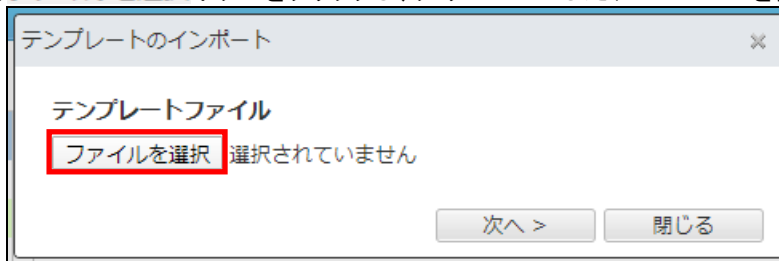 テンプレートのインポート
テンプレートファイル
ファイルを選択 選択されていません
次へ > 閉じる